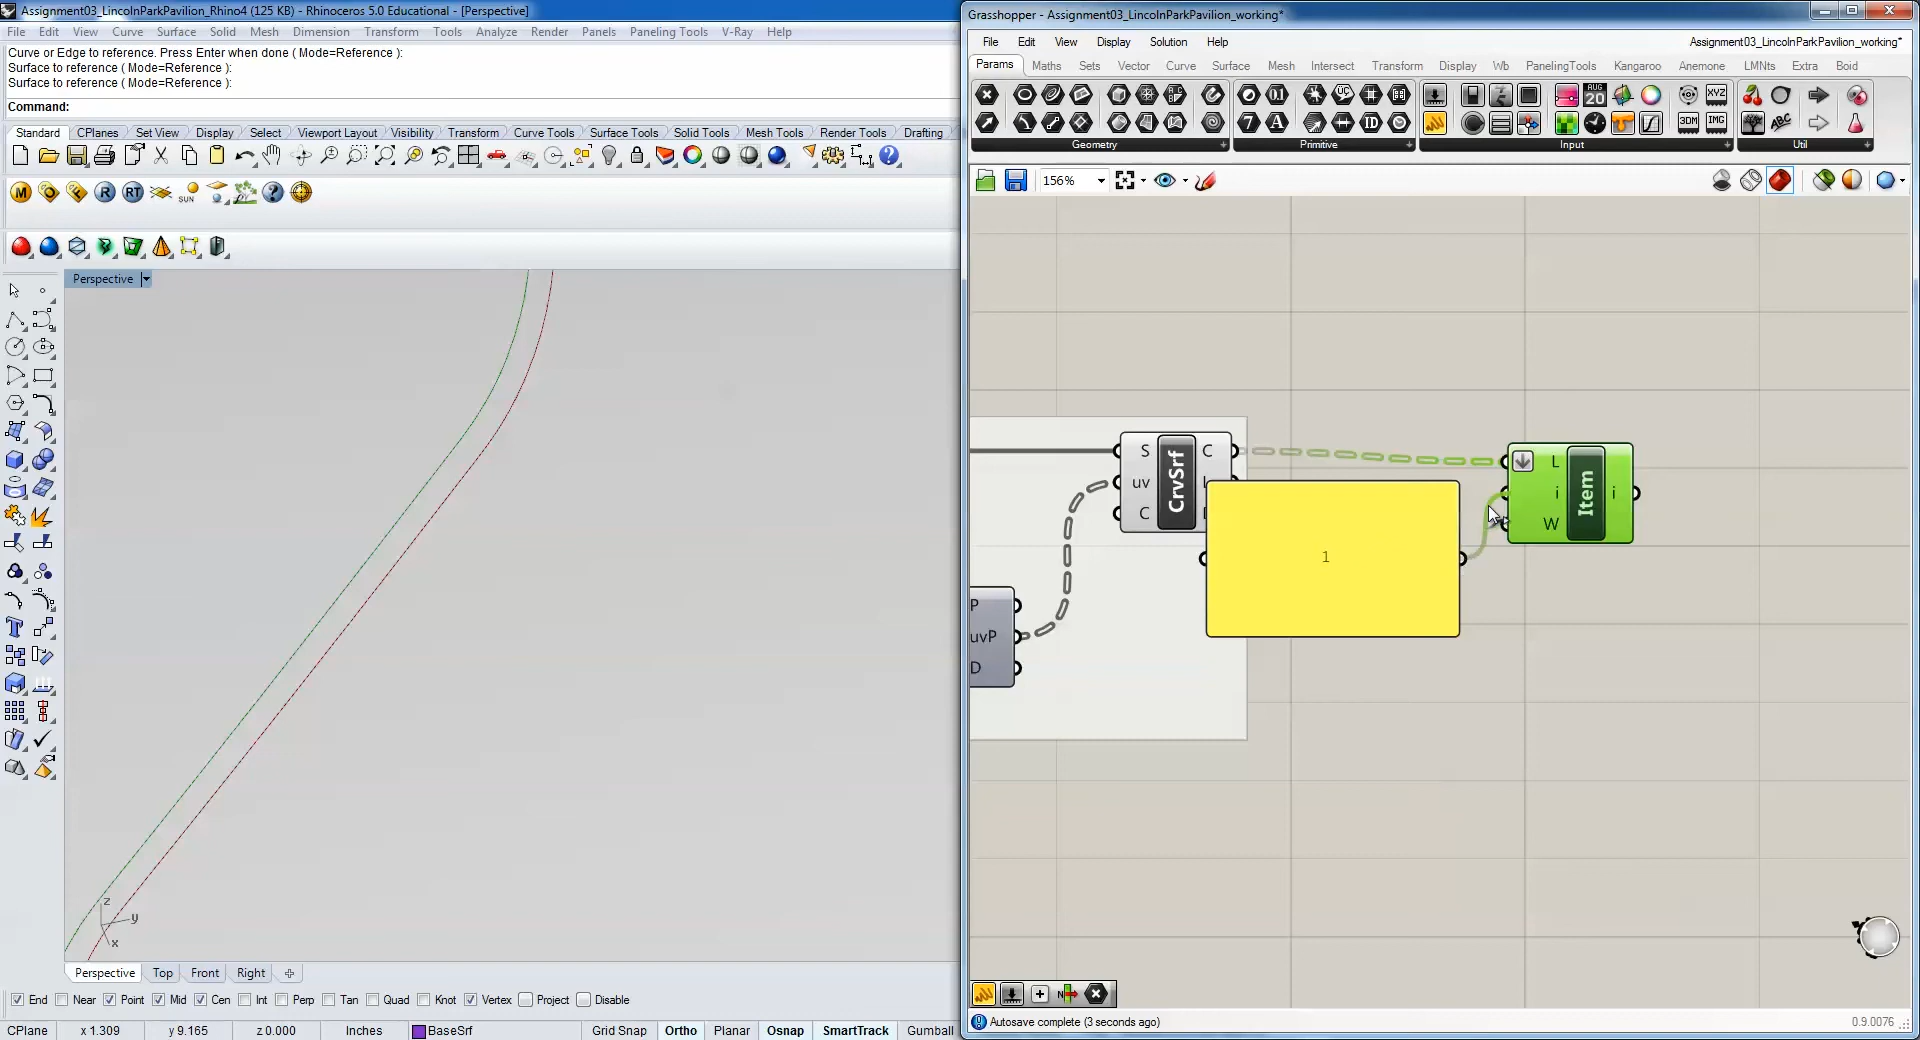 Assignment03_LincolnParkPavilion_Rhino4 (125 KB) - Rhinoceros 5.0 Educational - [Perspective]
File Edit View Curve Surface Solid Mesh Dimension Transform Tools Analyze Render Panels Paneling Tools V-Ray Help
Curve or Edge to reference. Press Enter when done ( Mode=Reference ):
Surface to reference ( Mode=Reference ):
Surface to reference ( Mode=Reference ):
Command:
Standard CPlanes Set View Display Select Viewport Layout Visibility Transform Curve Tools Surface Tools Solid Tools Mesh Tools Render Tools Drafting
M O F R RT SUN
Perspective
z
y
x
Perspective Top Front Right
End Near Point Mid Cen Int Perp Tan Quad Knot Vertex Project Disable
CPlane x 1.309 y 9.165 z 0.000 Inches BaseSrf Grid Snap Ortho Planar Osnap SmartTrack Gumball
Grasshopper - Assignment03_LincolnParkPavilion_working*
File Edit View Display Solution Help
Assignment03_LincolnParkPavilion_working*
Params Maths Sets Vector Curve Surface Mesh Intersect Transform Display Wb PanelingTools Kangaroo Anemone LMNts Extra Boid
Geometry Primitive Input Util
156%
S uv C
CrvSrf
C
P
uvP
D
1
L
i
W
Item
i
Autosave complete (3 seconds ago)
0.9.0076